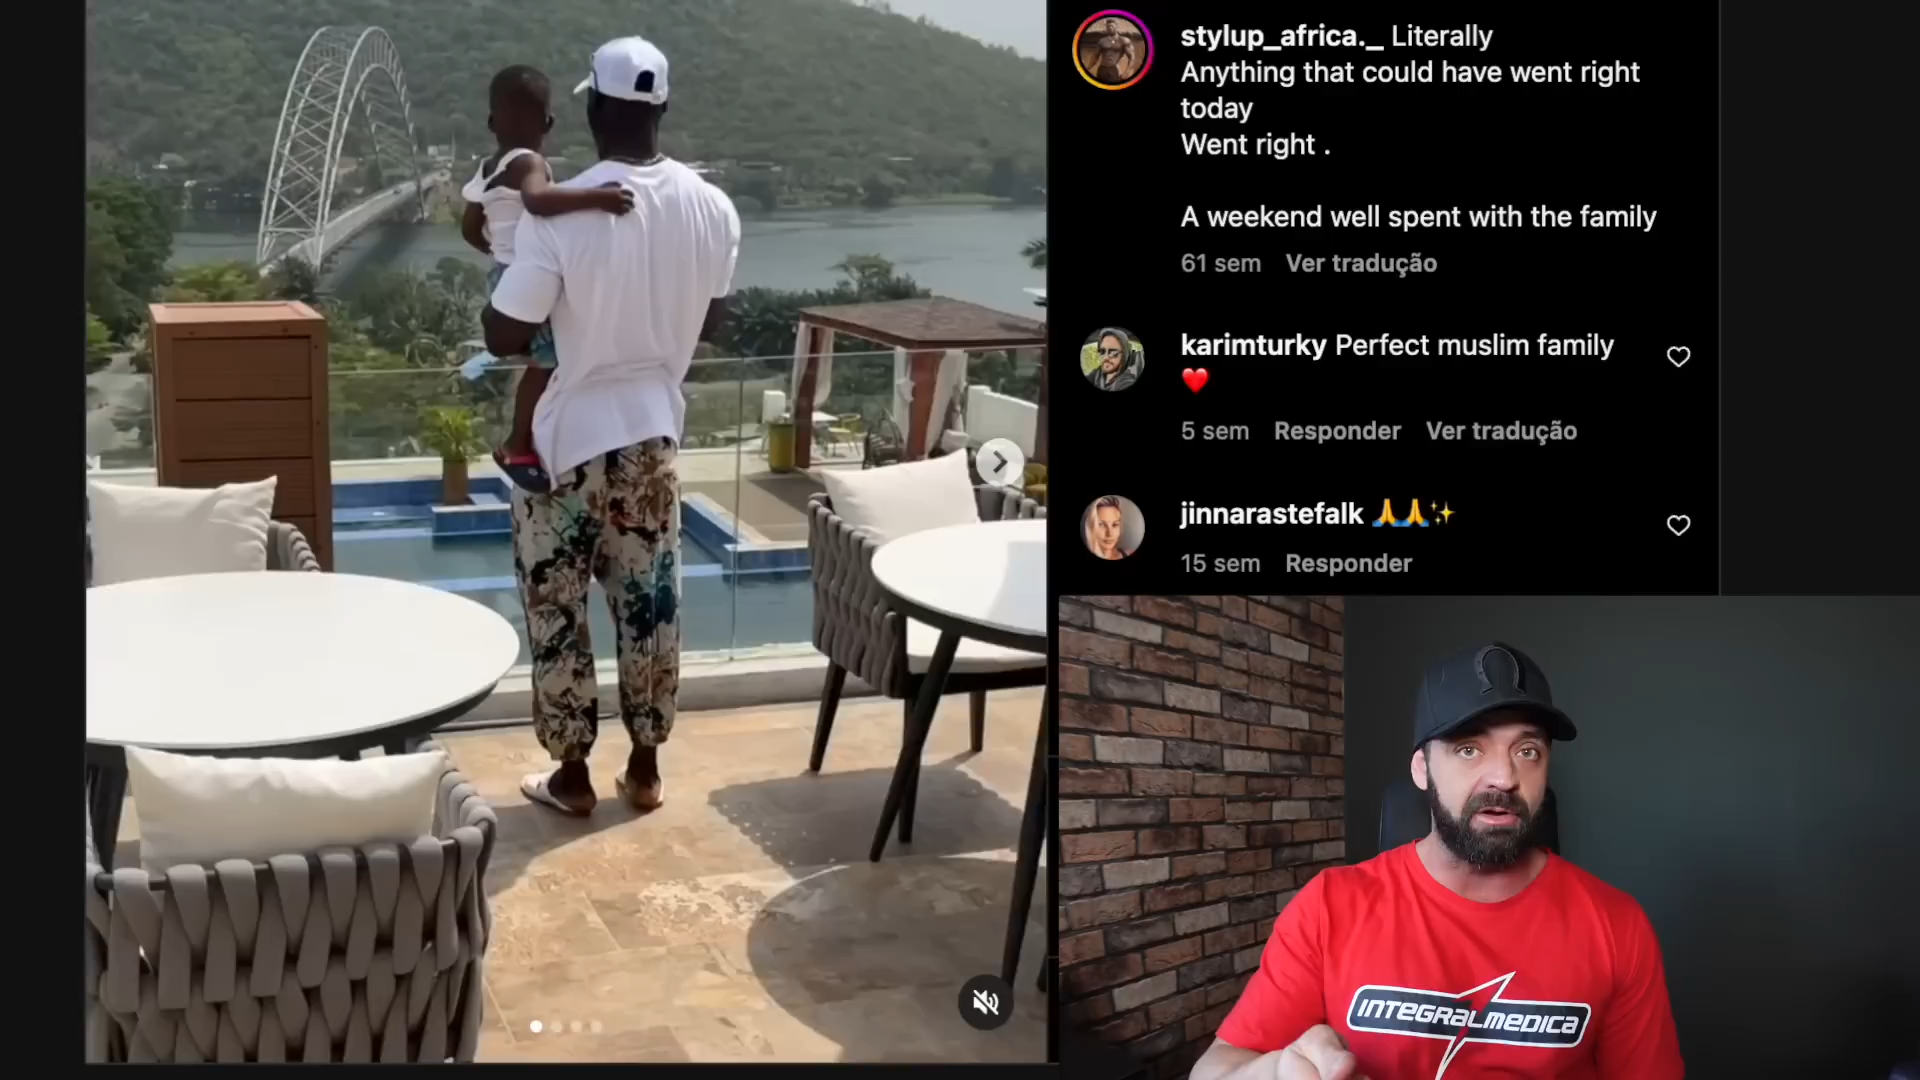 stylup_africa._ Literally
Anything that could have went right
today
Went right .
A weekend well spent with the family
61 sem Ver tradução
karimturky Perfect muslim family
❤️
5 sem Responder Ver tradução
jinnarastefalk 🙏🙏✨
15 sem Responder
INTEGRALMEDICA